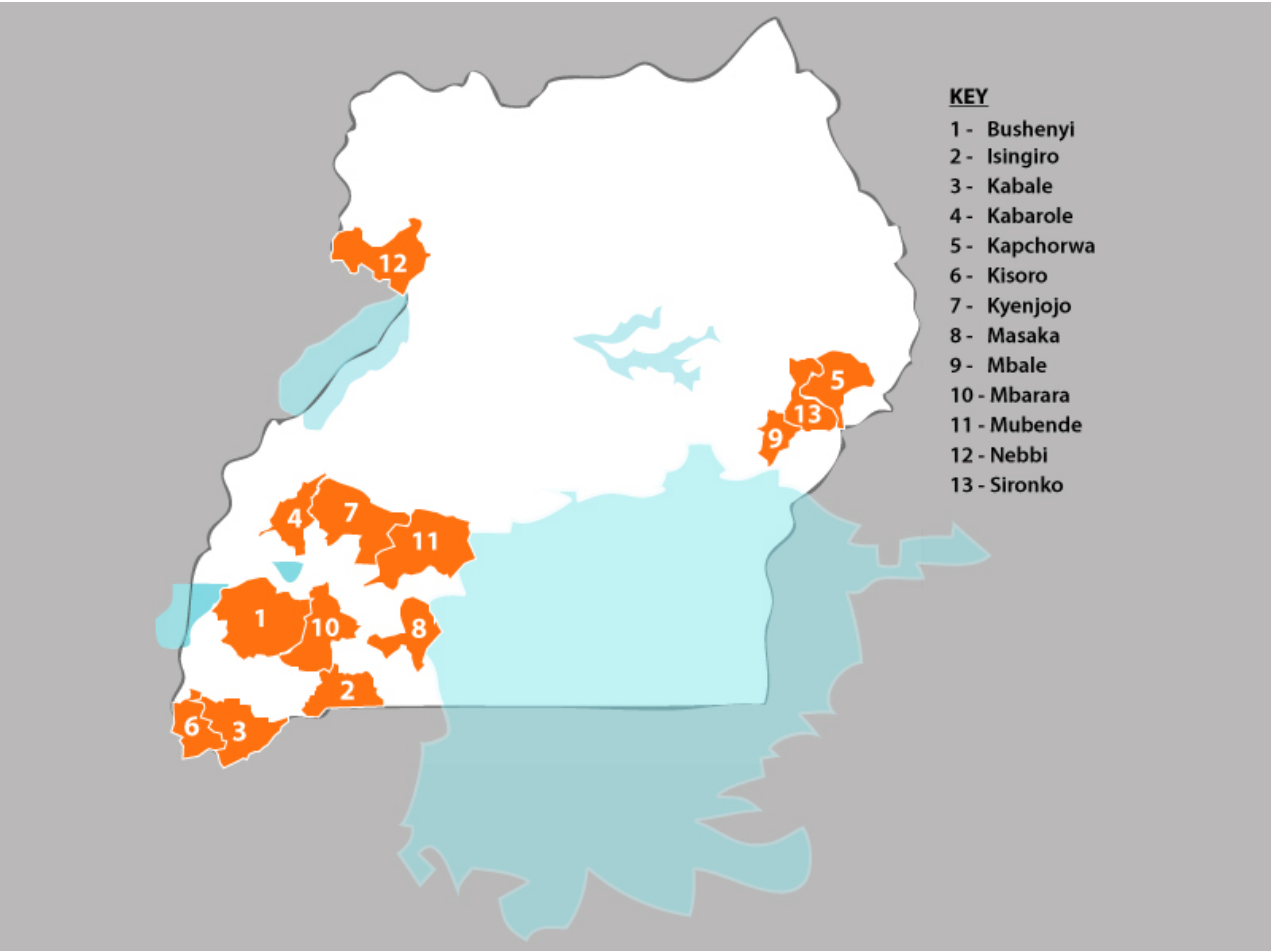 KEY
1 - Bushenyi
2 - Isingiro
3 - Kabale
4 - Kabarole
5 - Kapchorwa
6 - Kisoro
7 - Kyenjojo
8 - Masaka
9 - Mbale
10 - Mbarara
11 - Mubende
12 - Nebbi
13 - Sironko
12
5
13
9
4
7
11
1
10
8
2
6
3